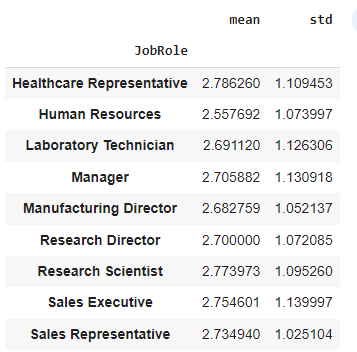 mean std
JobRole
Healthcare Representative 2.786260 1.109453
Human Resources 2.557692 1.073997
Laboratory Technician 2.691120 1.126306
Manager 2.705882 1.130918
Manufacturing Director 2.682759 1.052137
Research Director 2.700000 1.072085
Research Scientist 2.773973 1.095260
Sales Executive 2.754601 1.139997
Sales Representative 2.734940 1.025104